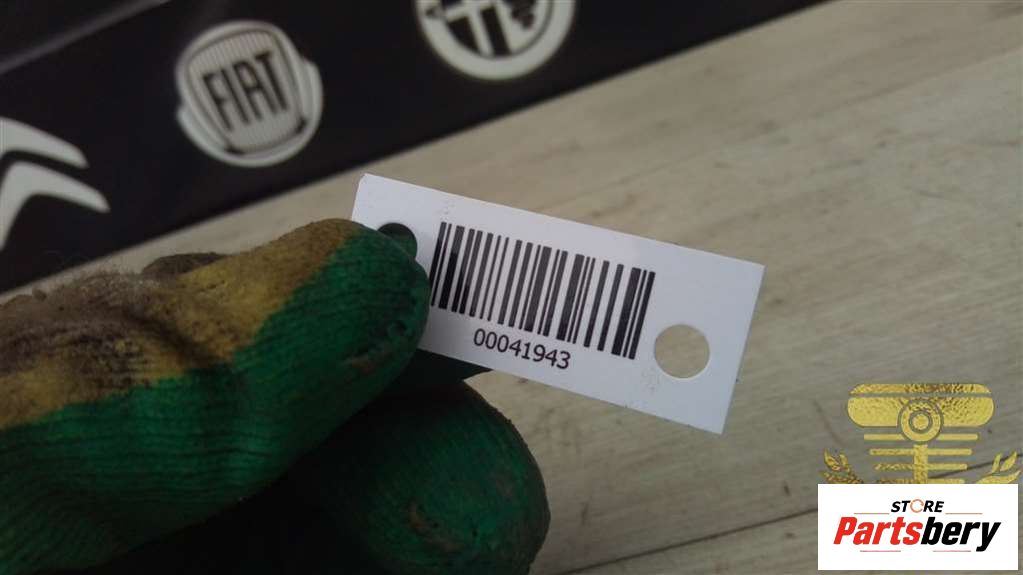 FIAT
00041943
STORE
Partsbery